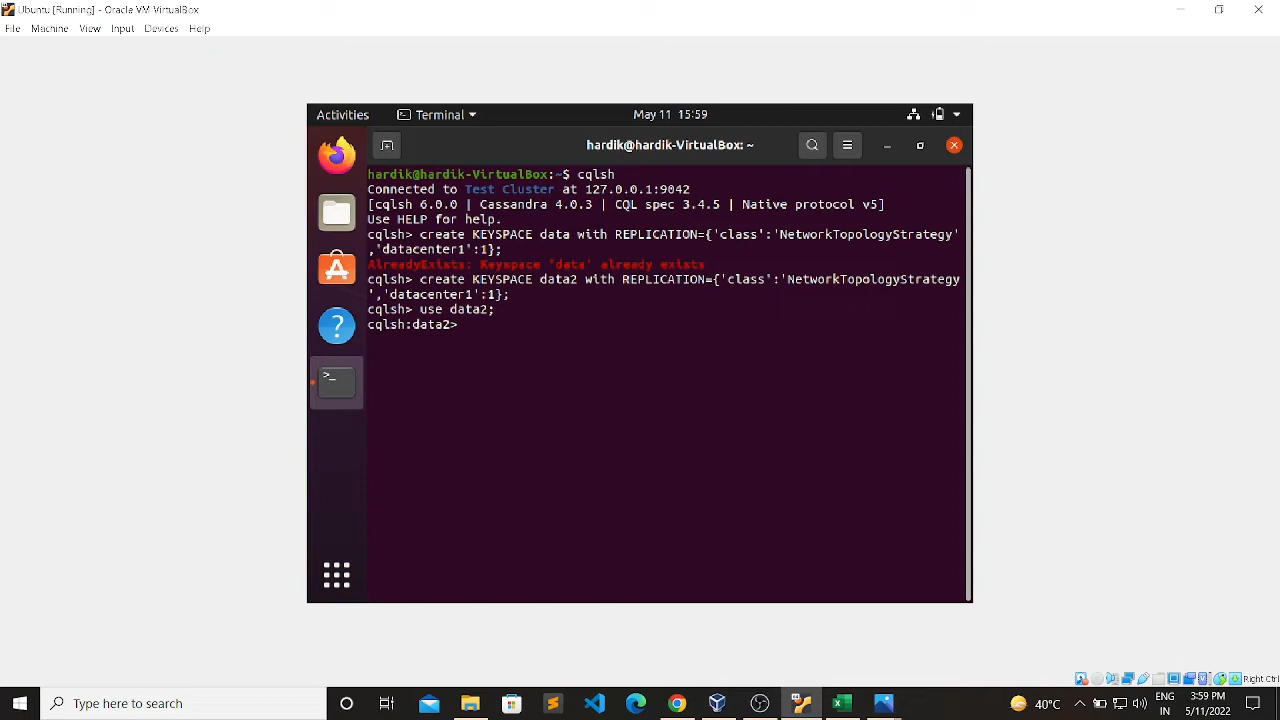 Ubuntu [Running] - Oracle VM VirtualBox
File Machine View Input Devices Help
Activities Terminal May 11 15:59
hardik@hardik-VirtualBox: ~
hardik@hardik-VirtualBox:~$ cqlsh
Connected to Test Cluster at 127.0.0.1:9042
[cqlsh 6.0.0 | Cassandra 4.0.3 | CQL spec 3.4.5 | Native protocol v5]
Use HELP for help.
cqlsh> create KEYSPACE data with REPLICATION={'class':'NetworkTopologyStrategy'
,'datacenter1':1};
AlreadyExists: Keyspace 'data' already exists
cqlsh> create KEYSPACE data2 with REPLICATION={'class':'NetworkTopologyStrategy
','datacenter1':1};
cqlsh> use data2;
cqlsh:data2>
Right Ctrl
Type here to search
40°C
ENG
IN
3:59 PM
5/11/2022